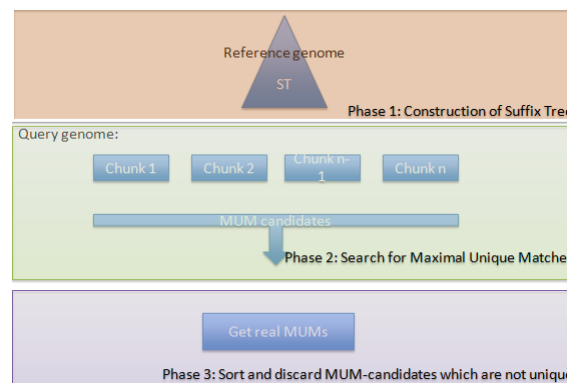 Reference genome
ST
Phase 1: Construction of Suffix Tree
Query genome:
Chunk 1
Chunk 2
Chunk n-
1
Chunk n
MUM candidates
Phase 2: Search for Maximal Unique Matche
Get real MUMs
Phase 3: Sort and discard MUM-candidates which are not unique